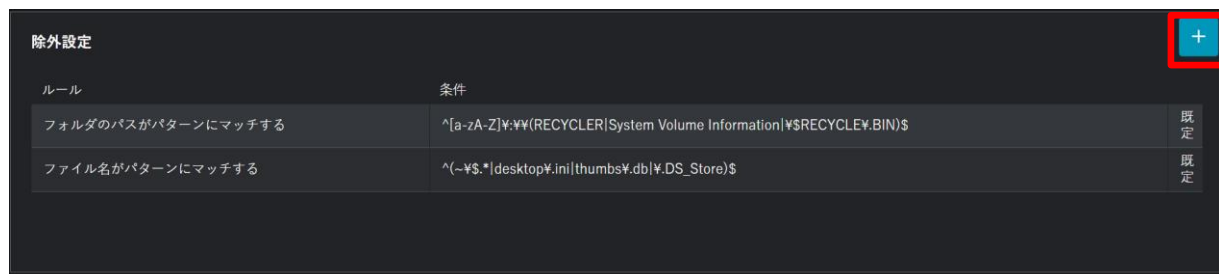 除外設定
+
ルール 条件
フォルダのパスがパターンにマッチする ^[a-zA-Z]¥:¥¥(RECYCLER|System Volume Information|¥$RECYCLE¥.BIN)$ 既定
ファイル名がパターンにマッチする ^(~¥$.*|desktop¥.ini|thumbs¥.db|¥.DS_Store)$ 既定